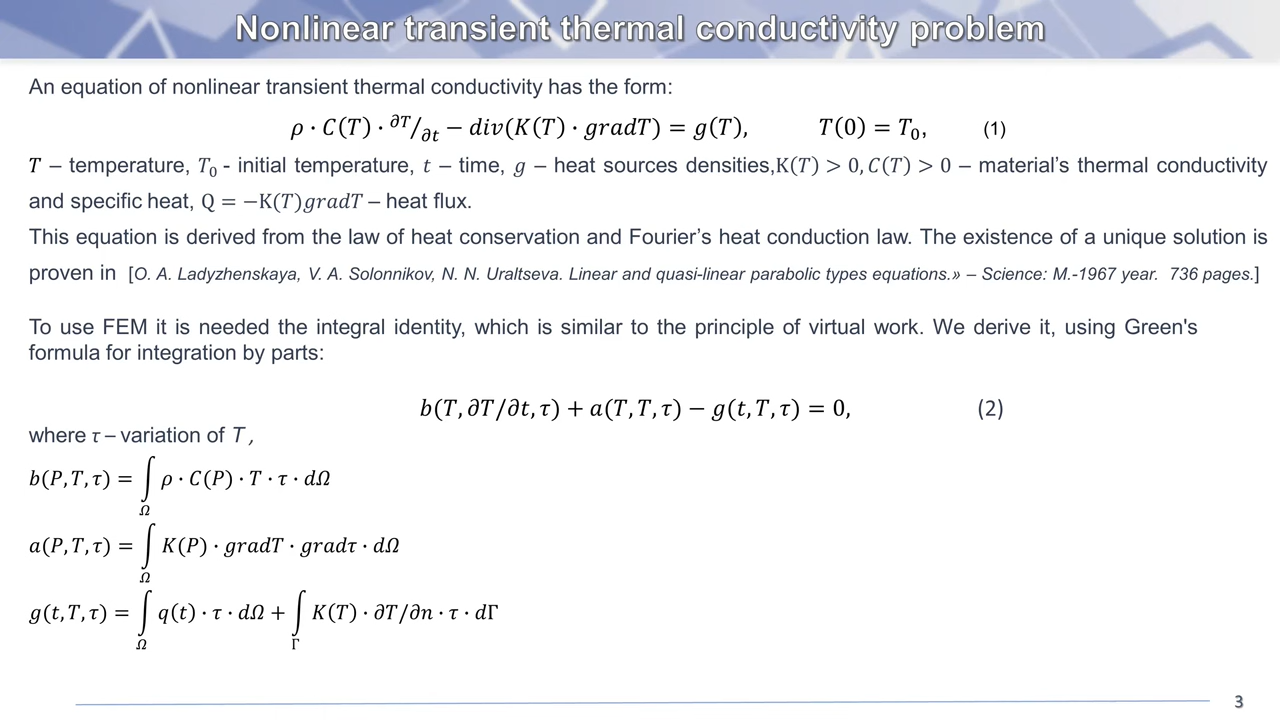 Nonlinear transient thermal conductivity problem
An equation of nonlinear transient thermal conductivity has the form:
ρ · C(T) · ∂T/∂t − div(K(T) · gradT) = g(T), T(0) = T₀, (1)
T – temperature, T₀ - initial temperature, t – time, g – heat sources densities,K(T) > 0, C(T) > 0 – material’s thermal conductivity
and specific heat, Q = −K(T)gradT – heat flux.
This equation is derived from the law of heat conservation and Fourier’s heat conduction law. The existence of a unique solution is
proven in [O. A. Ladyzhenskaya, V. A. Solonnikov, N. N. Uraltseva. Linear and quasi-linear parabolic types equations.» – Science: M.-1967 year. 736 pages.]
To use FEM it is needed the integral identity, which is similar to the principle of virtual work. We derive it, using Green's
formula for integration by parts:
b(T, ∂T/∂t, τ) + a(T, T, τ) − g(t, T, τ) = 0, (2)
where τ – variation of T ,
b(P, T, τ) = ∫Ω ρ · C(P) · T · τ · dΩ
a(P, T, τ) = ∫Ω K(P) · gradT · gradτ · dΩ
g(t, T, τ) = ∫Ω q(t) · τ · dΩ + ∫Γ K(T) · ∂T/∂n · τ · dΓ
3